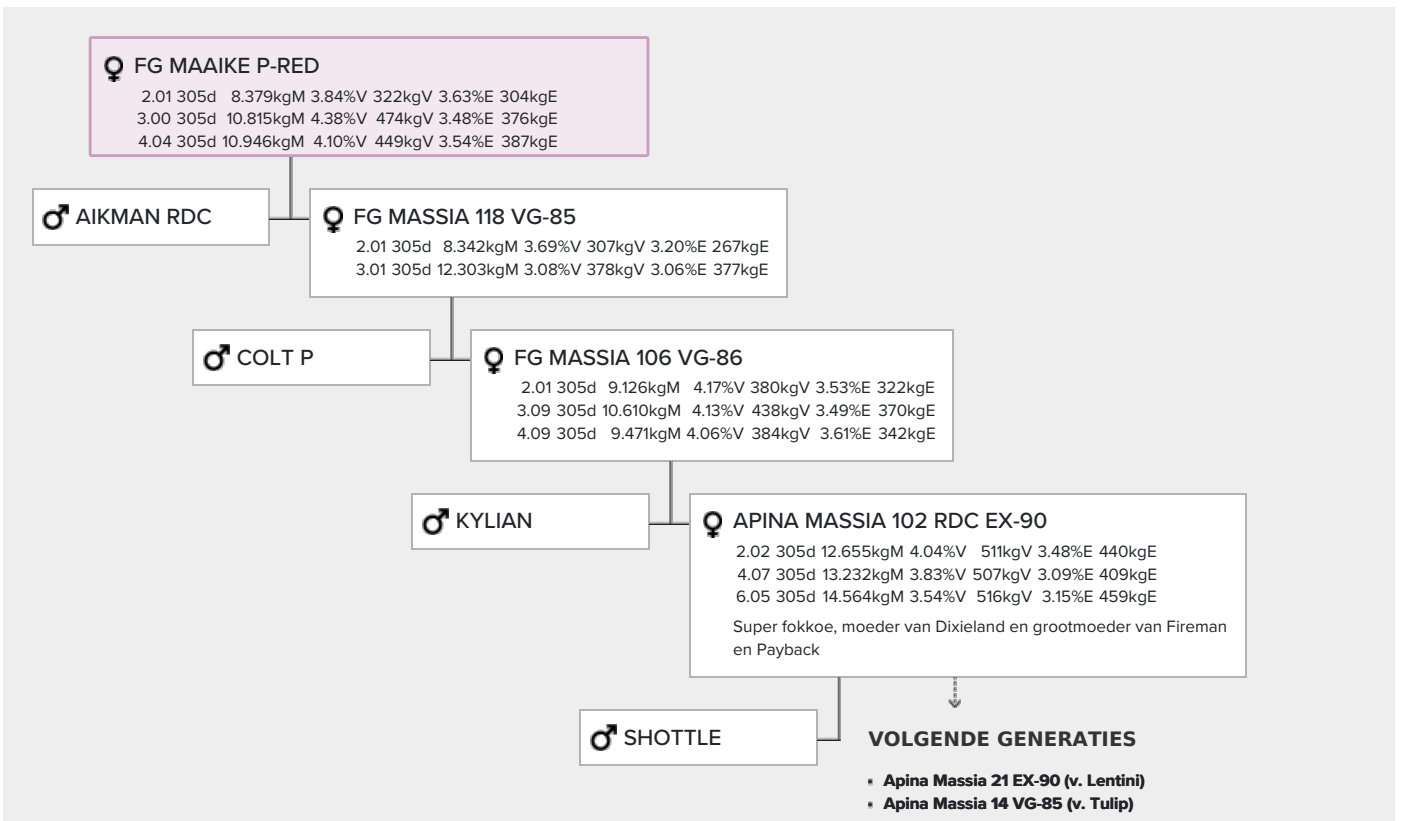 FG MAAIKE P-RED
2.01 305d 8.379kgM 3.84%V 322kgV 3.63%E 304kgE
3.00 305d 10.815kgM 4.38%V 474kgV 3.48%E 376kgE
4.04 305d 10.946kgM 4.10%V 449kgV 3.54%E 387kgE
AIKMAN RDC
FG MASSIA 118 VG-85
2.01 305d 8.342kgM 3.69%V 307kgV 3.20%E 267kgE
3.01 305d 12.303kgM 3.08%V 378kgV 3.06%E 377kgE
COLT P
FG MASSIA 106 VG-86
2.01 305d 9.126kgM 4.17%V 380kgV 3.53%E 322kgE
3.09 305d 10.610kgM 4.13%V 438kgV 3.49%E 370kgE
4.09 305d 9.471kgM 4.06%V 384kgV 3.61%E 342kgE
KYLIAN
APINA MASSIA 102 RDC EX-90
2.02 305d 12.655kgM 4.04%V 511kgV 3.48%E 440kgE
4.07 305d 13.232kgM 3.83%V 507kgV 3.09%E 409kgE
6.05 305d 14.564kgM 3.54%V 516kgV 3.15%E 459kgE
Super fokkoe, moeder van Dixieland en grootmoeder van Fireman
en Payback
SHOTTLE
VOLGENDE GENERATIES
▪ Apina Massia 21 EX-90 (v. Lentini)
▪ Apina Massia 14 VG-85 (v. Tulip)